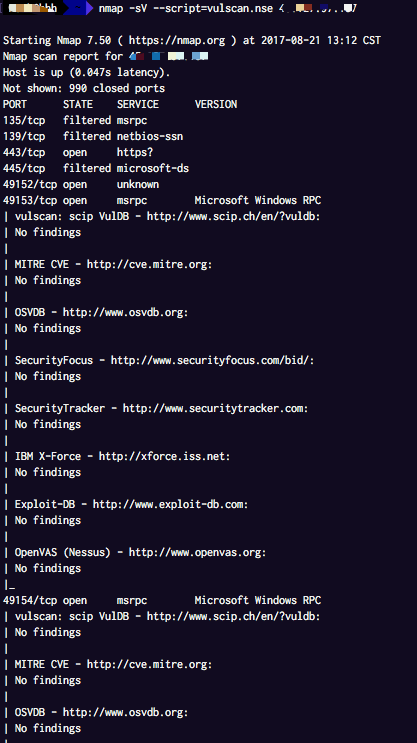 nmap -sV --script=vulscan.nse 4
Starting Nmap 7.50 ( https://nmap.org ) at 2017-08-21 13:12 CST
Nmap scan report for
Host is up (0.047s latency).
Not shown: 990 closed ports
PORT STATE SERVICE VERSION
135/tcp filtered msrpc
139/tcp filtered netbios-ssn
443/tcp open https?
445/tcp filtered microsoft-ds
49152/tcp open unknown
49153/tcp open msrpc Microsoft Windows RPC
| vulscan: scip VulDB - http://www.scip.ch/en/?vuldb:
| No findings
|
| MITRE CVE - http://cve.mitre.org:
| No findings
|
| OSVDB - http://www.osvdb.org:
| No findings
|
| SecurityFocus - http://www.securityfocus.com/bid/:
| No findings
|
| SecurityTracker - http://www.securitytracker.com:
| No findings
|
| IBM X-Force - http://xforce.iss.net:
| No findings
|
| Exploit-DB - http://www.exploit-db.com:
| No findings
|
| OpenVAS (Nessus) - http://www.openvas.org:
| No findings
|_
49154/tcp open msrpc Microsoft Windows RPC
| vulscan: scip VulDB - http://www.scip.ch/en/?vuldb:
| No findings
|
| MITRE CVE - http://cve.mitre.org:
| No findings
|
| OSVDB - http://www.osvdb.org:
| No findings
|